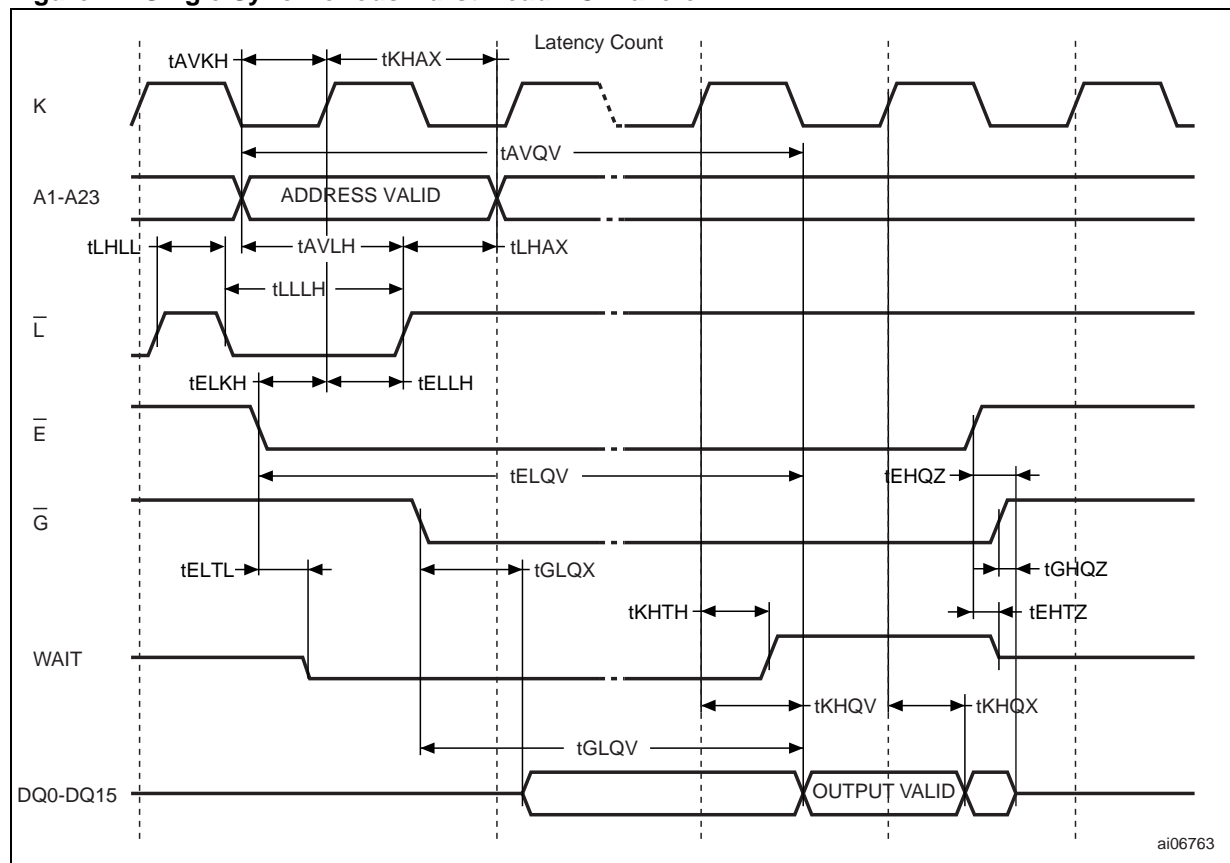 Latency Count
tAVKH
tKHAX
K
tAVQV
A1-A23
ADDRESS VALID
tLHLL
tAVLH
tLHAX
tLLLH
L
tELKH
tELLH
E
tELQV
tEHQZ
G
tELTL
tGLQX
tGHQZ
tKHTH
tEHTZ
WAIT
tKHQV
tKHQX
tGLQV
DQ0-DQ15
OUTPUT VALID
ai06763